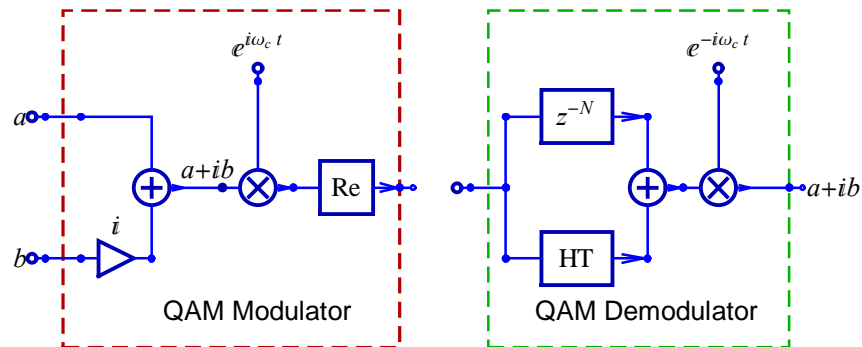 𝕖^{𝕚ω_c t}
a
a+𝕚b
Re
𝕚
b
QAM Modulator
𝕖^{−𝕚ω_c t}
z^{−N}
a+𝕚b
HT
QAM Demodulator